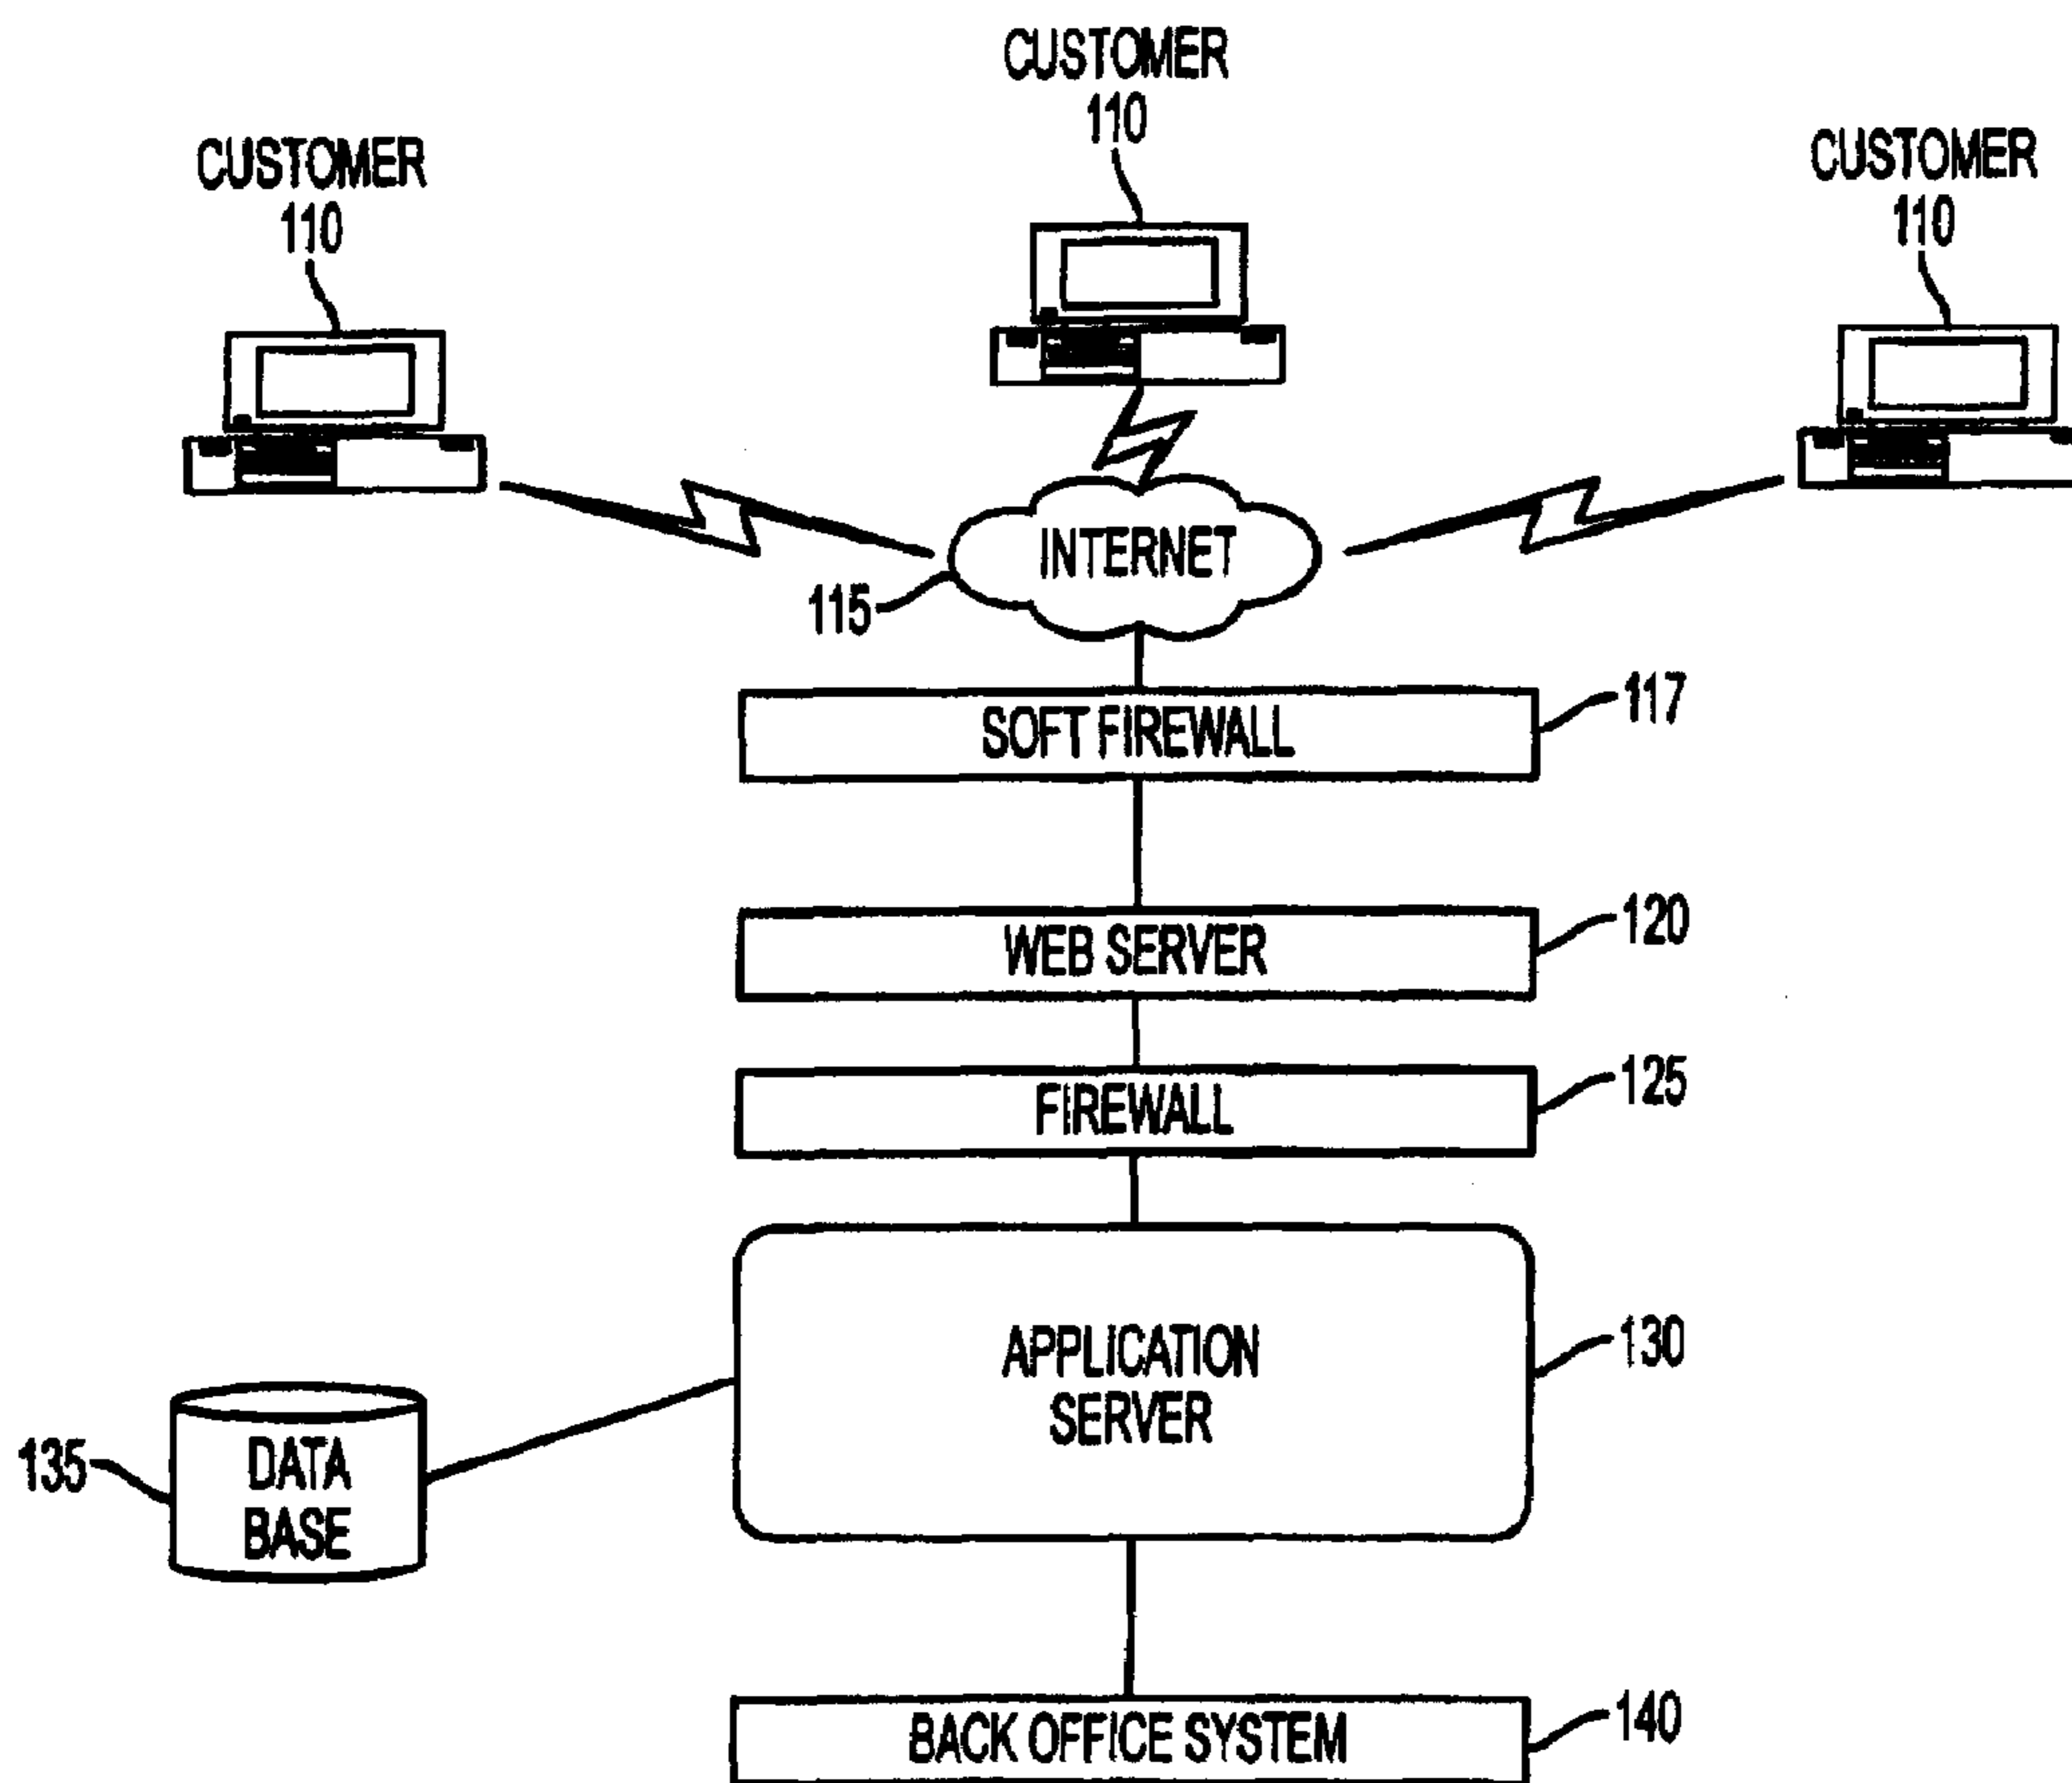 CUSTOMER
110
CUSTOMER
110
CUSTOMER
110
INTERNET
115
SOFT FIREWALL
117
WEB SERVER
120
FIREWALL
125
APPLICATION
SERVER
130
DATA
BASE
135
BACK OFFICE SYSTEM
140